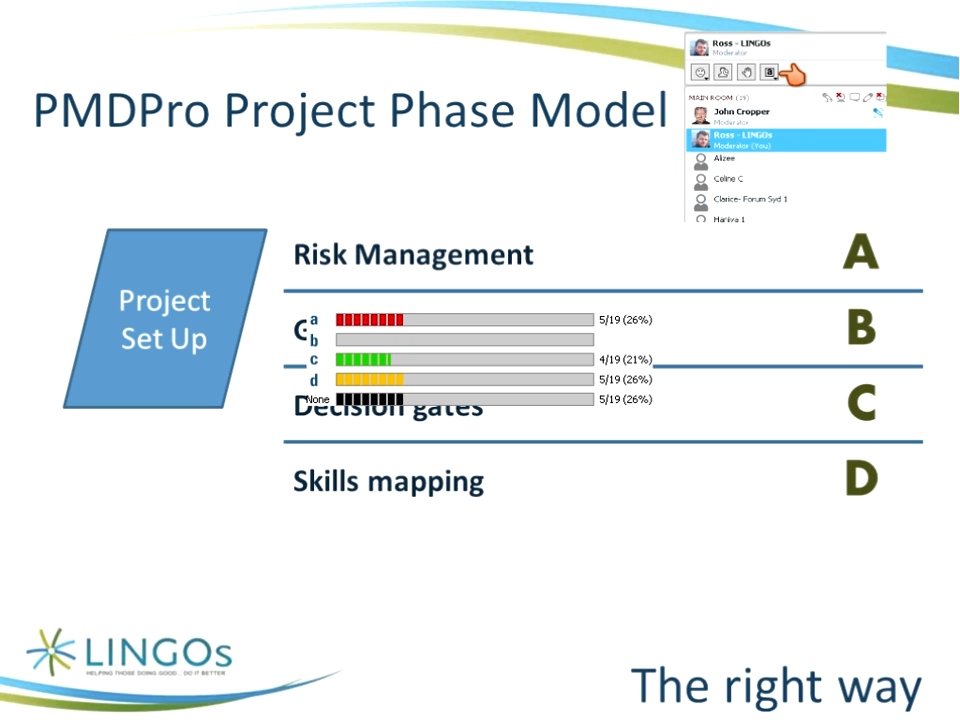 Ross - LINGOs
Moderator
MAIN ROOM (19)
John Cropper
Moderator
Ross - LINGOs
Moderator (You)
Alizee
Celine C
Clarice- Forum Syd 1
Maniva 1
PMDPro Project Phase Model
Project
Set Up
Risk Management A
G B
a 5/19 (26%)
b
c 4/19 (21%)
d 5/19 (26%)
None 5/19 (26%)
Decision gates C
Skills mapping D
LINGOs
HELPING THOSE DOING GOOD . . DO IT BETTER
The right way